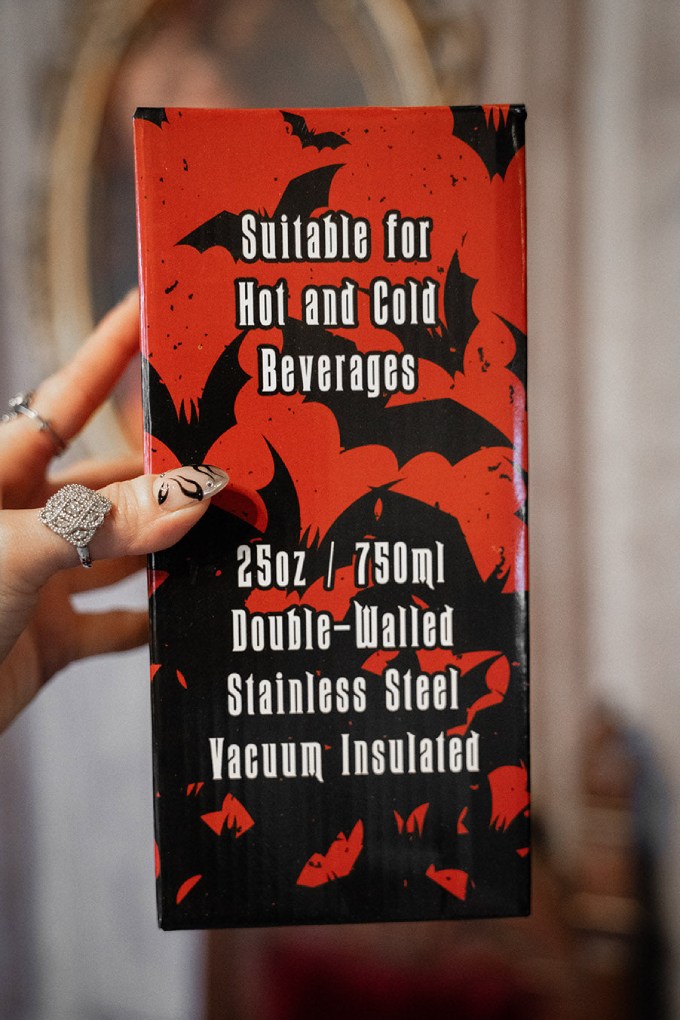 Suitable for
Hot and Cold
Beverages
25oz / 750ml
Double-Walled
Stainless Steel
Vacuum Insulated